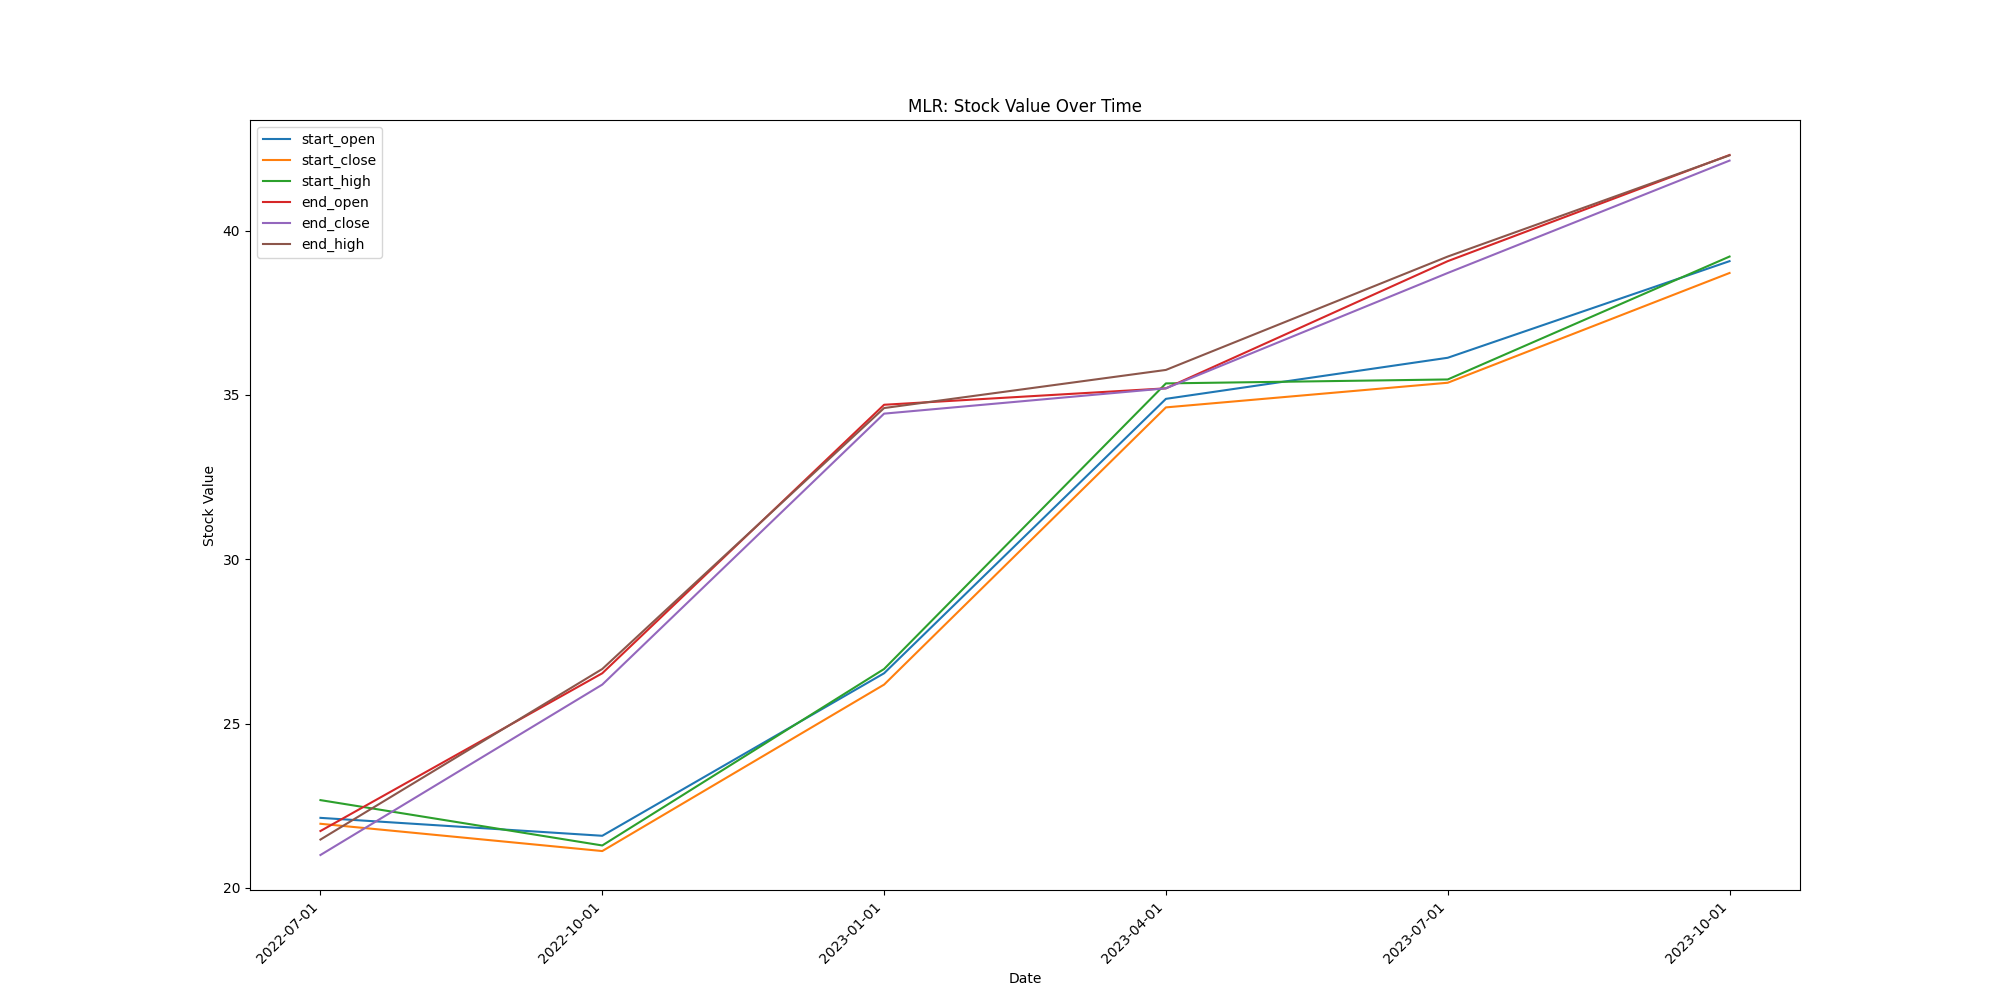 MLR: Stock Value Over Time
start_open
start_close
start_high
end_open
end_close
end_high
40
35
30
25
20
Stock Value
2022-07-01
2022-10-01
2023-01-01
2023-04-01
2023-07-01
2023-10-01
Date